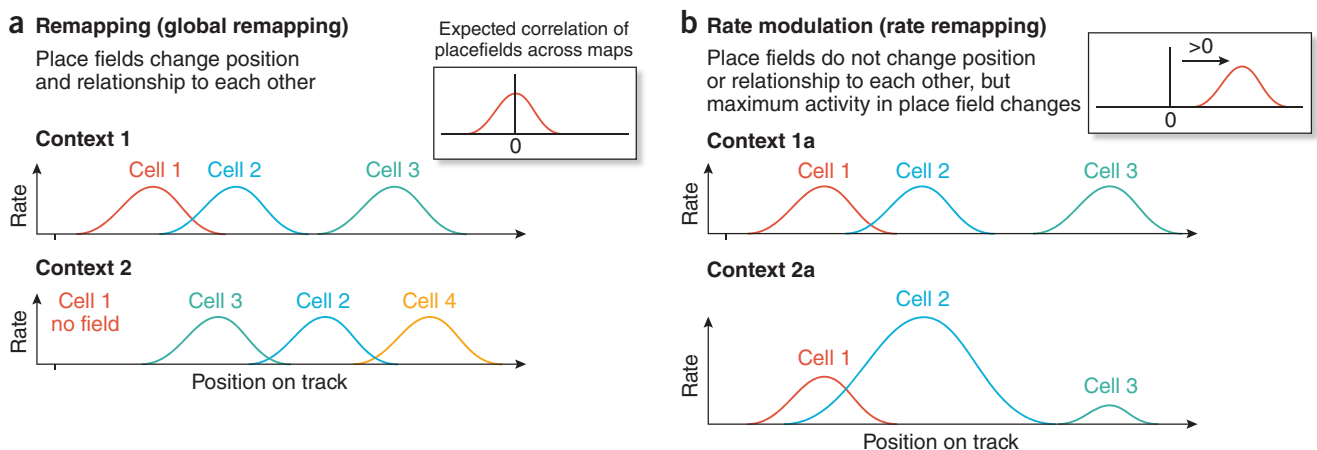 a Remapping (global remapping)
Place fields change position
and relationship to each other
Expected correlation of
placefields across maps
0
Context 1
Cell 1
Cell 2
Cell 3
Rate
Context 2
Cell 1
no field
Cell 3
Cell 2
Cell 4
Rate
Position on track
b Rate modulation (rate remapping)
Place fields do not change position
or relationship to each other, but
maximum activity in place field changes
>0
0
Context 1a
Cell 1
Cell 2
Cell 3
Rate
Context 2a
Cell 2
Cell 1
Cell 3
Rate
Position on track